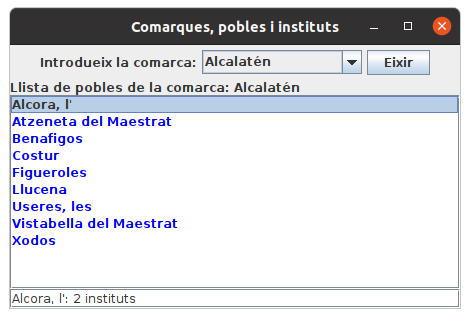 Comarques, pobles i instituts
Introdueix la comarca: Alcalatén Eixir
Llista de pobles de la comarca: Alcalatén
Alcora, l'
Atzeneta del Maestrat
Benafigos
Costur
Figueroles
Llucena
Useres, les
Vistabella del Maestrat
Xodos
Alcora, l': 2 instituts